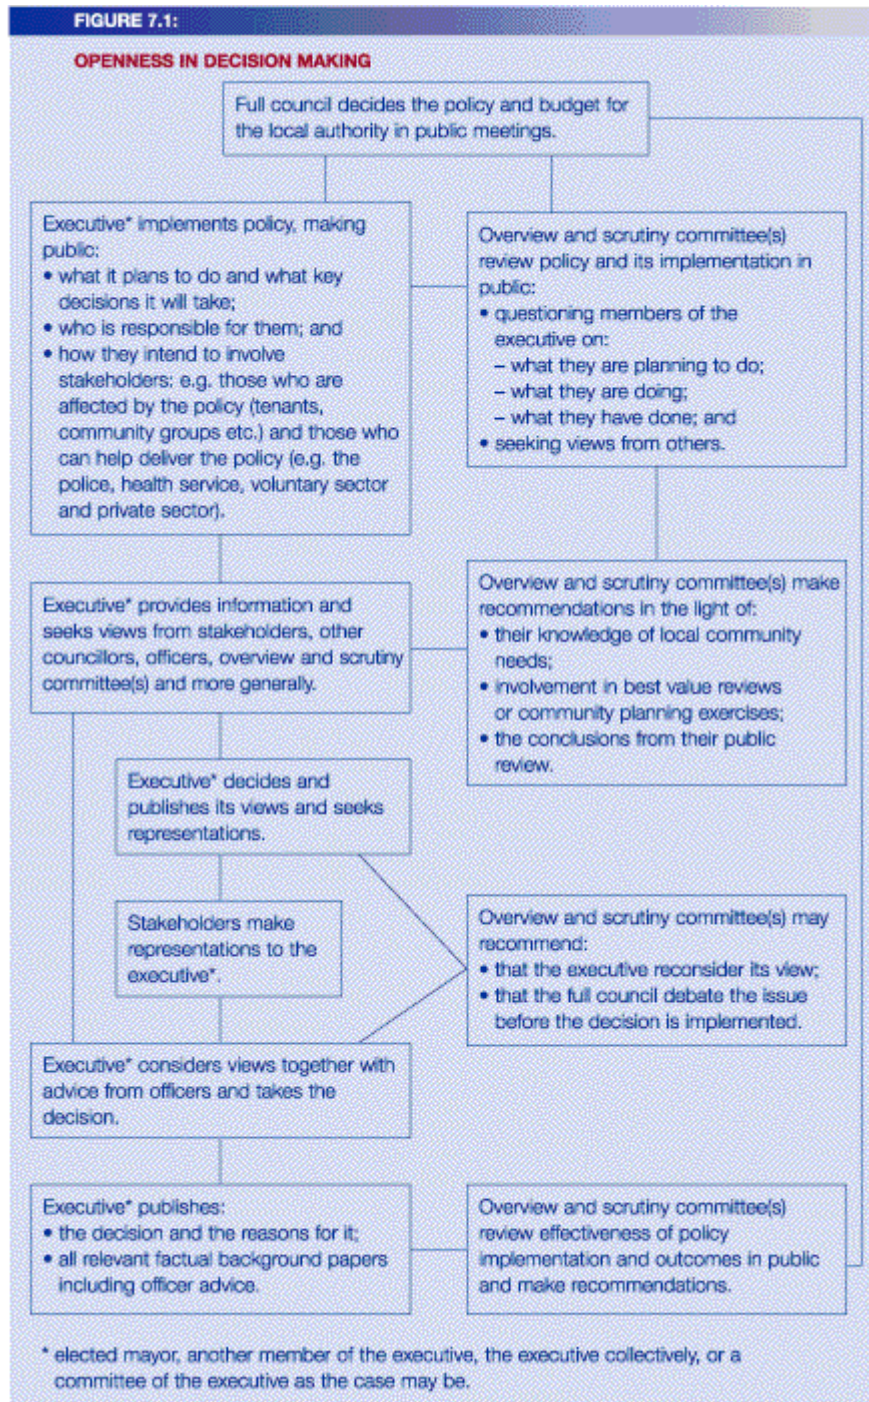 FIGURE 7.1:
OPENNESS IN DECISION MAKING
Full council decides the policy and budget for
the local authority in public meetings.
Executive* implements policy, making
public:
• what it plans to do and what key
decisions it will take;
• who is responsible for them; and
• how they intend to involve
stakeholders: e.g. those who are
affected by the policy (tenants,
community groups etc.) and those who
can help deliver the policy (e.g. the
police, health service, voluntary sector
and private sector).
Overview and scrutiny committee(s)
review policy and its implementation in
public:
• questioning members of the
executive on:
– what they are planning to do;
– what they are doing;
– what they have done; and
• seeking views from others.
Executive* provides information and
seeks views from stakeholders, other
councillors, officers, overview and scrutiny
committee(s) and more generally.
Overview and scrutiny committee(s) make
recommendations in the light of:
• their knowledge of local community
needs;
• involvement in best value reviews
or community planning exercises;
• the conclusions from their public
review.
Executive* decides and
publishes its views and seeks
representations.
Stakeholders make
representations to the
executive*.
Overview and scrutiny committee(s) may
recommend:
• that the executive reconsider its view;
• that the full council debate the issue
before the decision is implemented.
Executive* considers views together with
advice from officers and takes the
decision.
Executive* publishes:
• the decision and the reasons for it;
• all relevant factual background papers
including officer advice.
Overview and scrutiny committee(s)
review effectiveness of policy
implementation and outcomes in public
and make recommendations.
* elected mayor, another member of the executive, the executive collectively, or a
committee of the executive as the case may be.